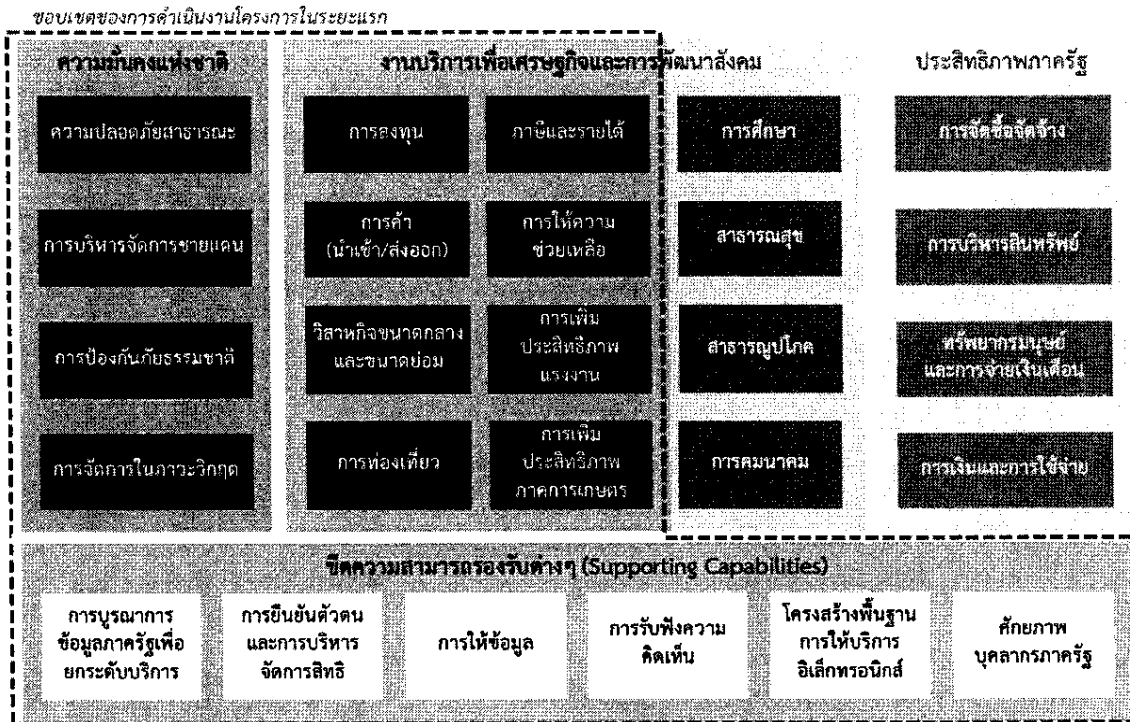 ขอบเขตของการดำเนินงานโครงการในระยะแรก
ความมั่นคงแห่งชาติ
งานบริการเพื่อเศรษฐกิจและการพัฒนาสังคม
ประสิทธิภาพภาครัฐ
ความปลอดภัยสาธารณะ
การลงทุน
ภาษีและรายได้
การศึกษา
การจัดซื้อจัดจ้าง
การบริหารจัดการชายแดน
การค้า
(นำเข้า/ส่งออก)
การให้ความ
ช่วยเหลือ
สาธารณสุข
การบริหารสินทรัพย์
การป้องกันภัยธรรมชาติ
วิสาหกิจขนาดกลาง
และขนาดย่อม
การเพิ่ม
ประสิทธิภาพ
แรงงาน
สาธารณูปโภค
ทรัพยากรมนุษย์
และการจ่ายเงินเดือน
การจัดการในภาวะวิกฤต
การท่องเที่ยว
การเพิ่ม
ประสิทธิภาพ
ภาคการเกษตร
การคมนาคม
การเงินและการใช้จ่าย
ขีดความสามารถรองรับต่างๆ (Supporting Capabilities)
การบูรณาการ
ข้อมูลภาครัฐเพื่อ
ยกระดับบริการ
การยืนยันตัวตน
และการบริหาร
จัดการสิทธิ
การให้ข้อมูล
การรับฟังความ
คิดเห็น
โครงสร้างพื้นฐาน
การให้บริการ
อิเล็กทรอนิกส์
ศักยภาพ
บุคลากรภาครัฐ